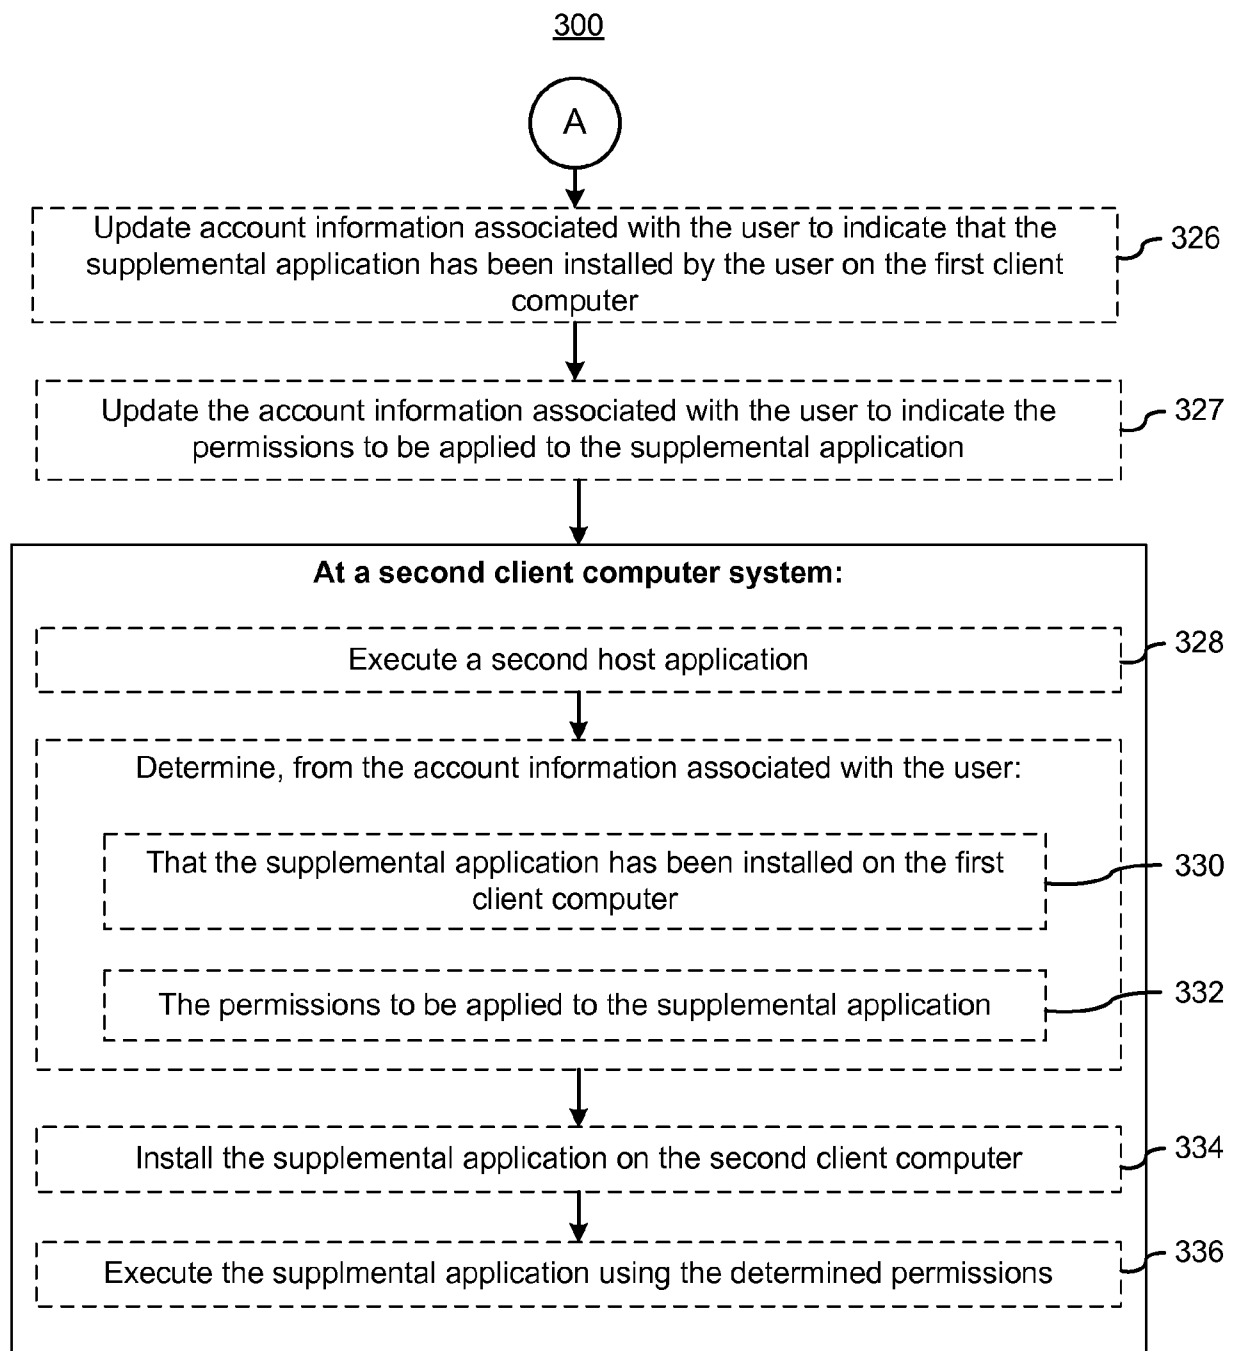 300
A
Update account information associated with the user to indicate that the
supplemental application has been installed by the user on the first client
computer
326
Update the account information associated with the user to indicate the
permissions to be applied to the supplemental application
327
At a second client computer system:
Execute a second host application
328
Determine, from the account information associated with the user:
That the supplemental application has been installed on the first
client computer
330
The permissions to be applied to the supplemental application
332
Install the supplemental application on the second client computer
334
Execute the supplmental application using the determined permissions
336